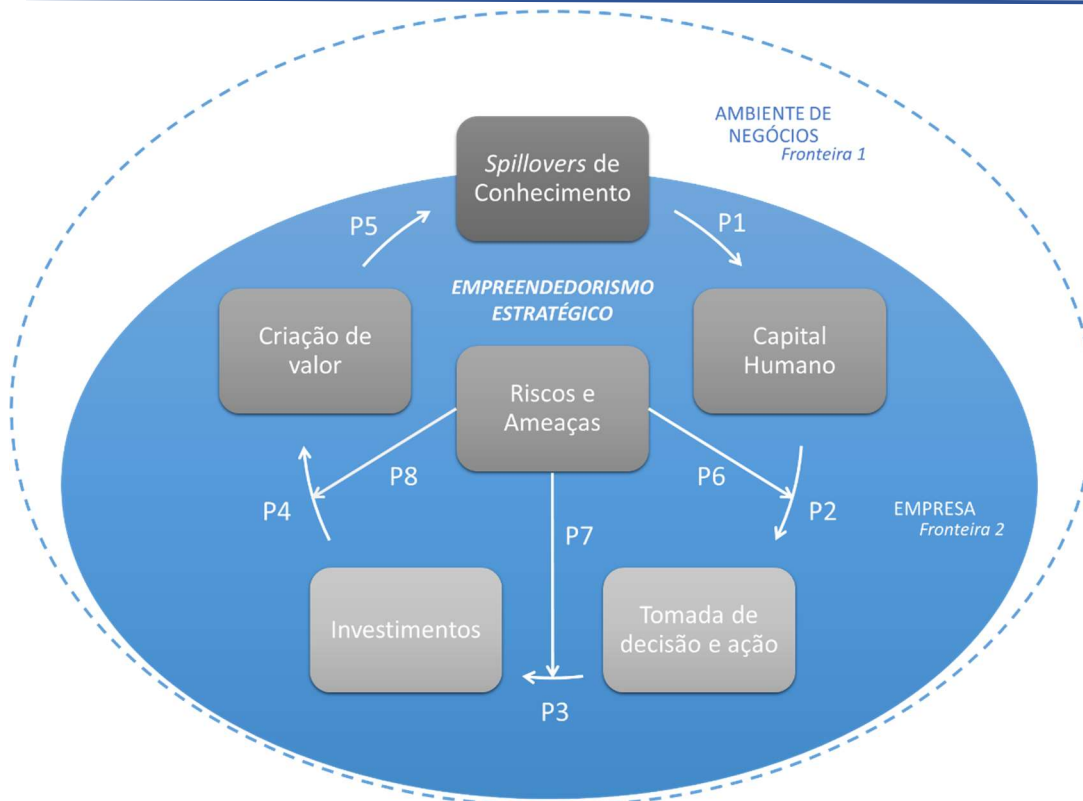 AMBIENTE DE
NEGÓCIOS
Fronteira 1
Spillovers de
Conhecimento
P5
P1
EMPREENDEDORISMO
ESTRATÉGICO
Criação de
valor
Capital
Humano
Riscos e
Ameaças
P8
P6
P4
P2
EMPRESA
Fronteira 2
P7
Investimentos
Tomada de
decisão e ação
P3